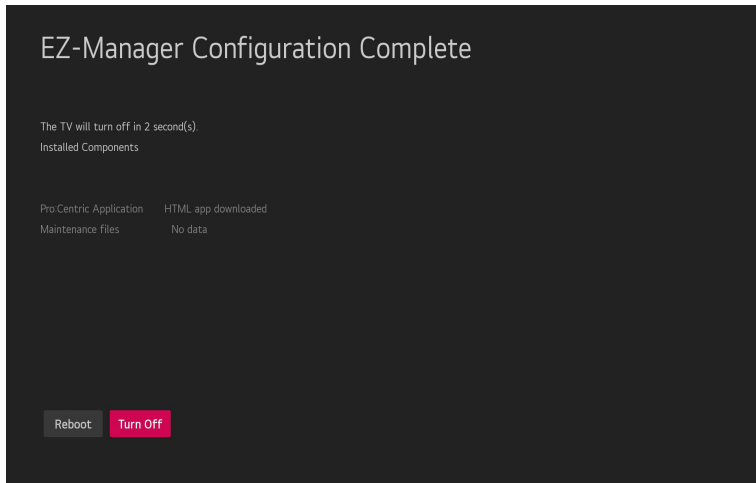 EZ-Manager Configuration Complete
The TV will turn off in 2 second(s).
Installed Components
Pro:Centric Application HTML app downloaded
Maintenance files No data
Reboot Turn Off